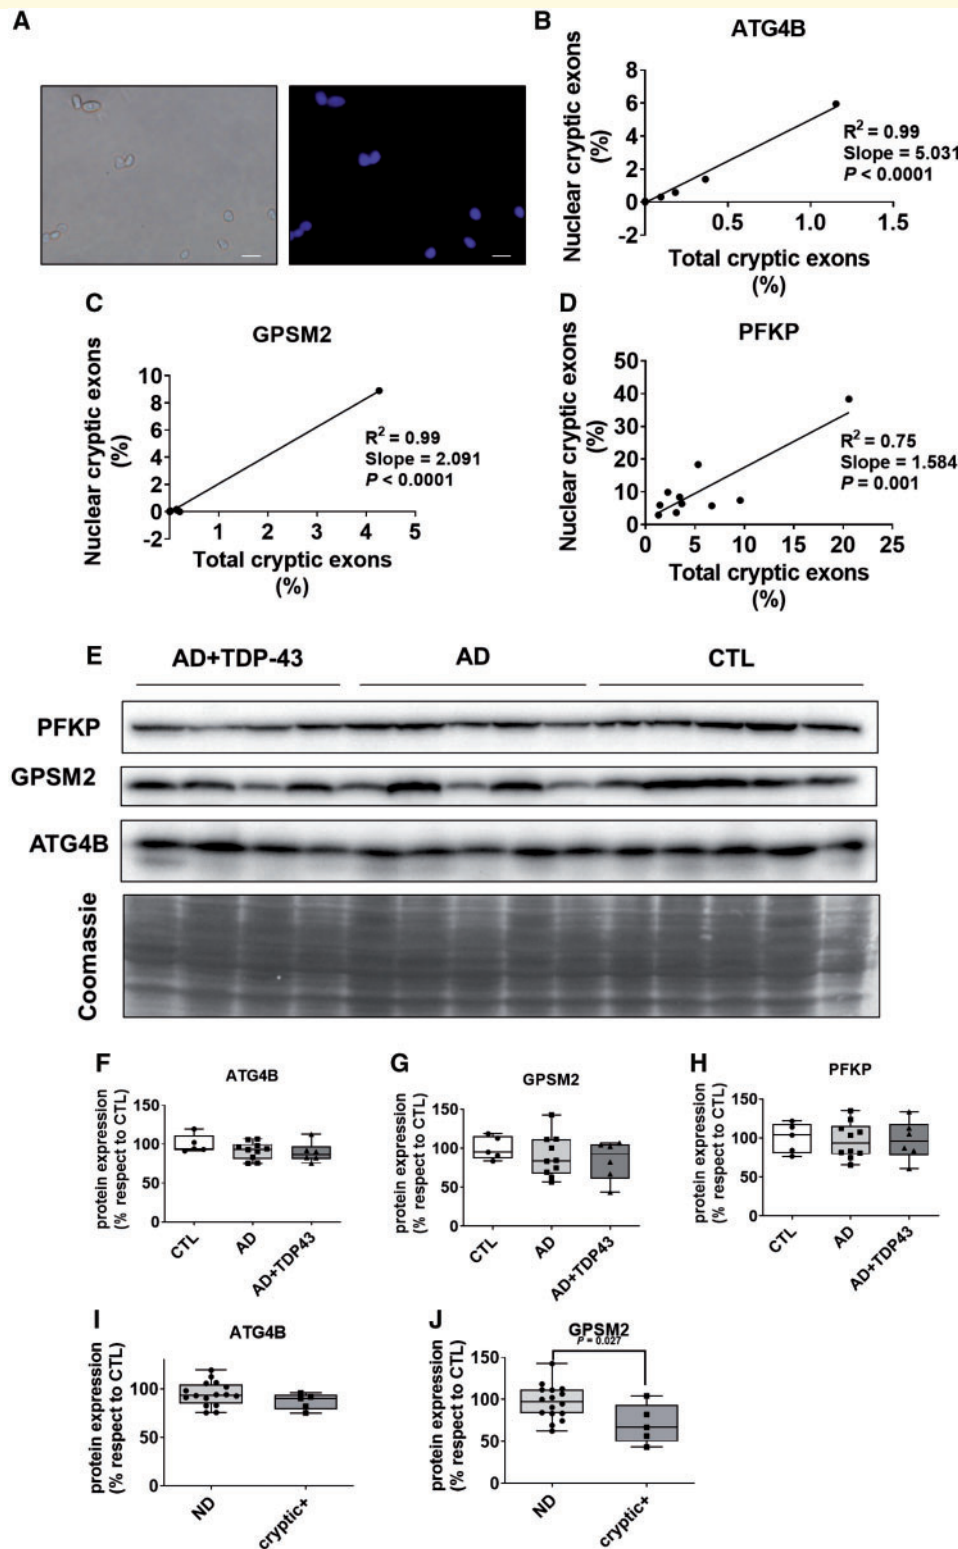 A
B
ATG4B
Nuclear cryptic exons
(%)
8
6
4
2
0
-2
0.5
1.0
1.5
R² = 0.99
Slope = 5.031
P < 0.0001
Total cryptic exons
(%)
C
GPSM2
Nuclear cryptic exons
(%)
10
8
6
4
2
0
-2
1
2
3
4
5
R² = 0.99
Slope = 2.091
P < 0.0001
Total cryptic exons
(%)
D
PFKP
Nuclear cryptic exons
(%)
50
40
30
20
10
0
0
5
10
15
20
25
R² = 0.75
Slope = 1.584
P = 0.001
Total cryptic exons
(%)
E
AD+TDP-43
AD
CTL
PFKP
GPSM2
ATG4B
Coomassie
F
ATG4B
protein expression
(% respect to CTL)
150
100
50
0
CTL
AD
AD+TDP43
G
GPSM2
protein expression
(% respect to CTL)
150
100
50
0
CTL
AD
AD+TDP43
H
PFKP
protein expression
(% respect to CTL)
150
100
50
0
CTL
AD
AD+TDP43
I
ATG4B
protein expression
(% respect to CTL)
100
50
0
ND
cryptic+
J
GPSM2
P = 0.027
protein expression
(% respect to CTL)
150
100
50
0
ND
cryptic+